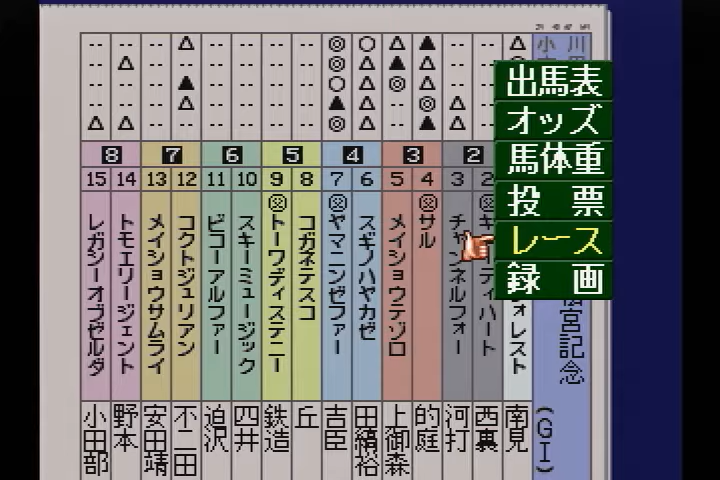 出馬表
オッズ
馬体重
投票
レース
録画
小川
宮記念
(GI)
-- -- -- △ -- -- -- -- ◎ ○ △ ▲ -- -- △
-- △ -- -- -- -- -- -- ◎ △ ▲ △ --
-- -- -- ▲ -- -- -- -- ○ △ ◎ △ --
-- -- -- △ -- -- -- -- ▲ △ -- ◎ △
△ △ -- -- -- -- -- -- ◎ △ △ ▲ △
8 7 6 5 4 3 2
15 14 13 12 11 10 9 8 7 6 5 4 3 2
フォレスト
南見
西裏
チャンネルフォー
河打
サル
的庭
メイショウテゾロ
上御森
スギノハヤカゼ
田縞裕
ヤマニンゼファー
吉臣
コガネテスコ
丘
トーワディステニー
鉄造
スキーミュージック
四井
ビコーアルファー
迫沢
コクトジュリアン
不二田
メイショウサムライ
安田靖
トモエリージェント
野本
レガシーオブゼルダ
小田部